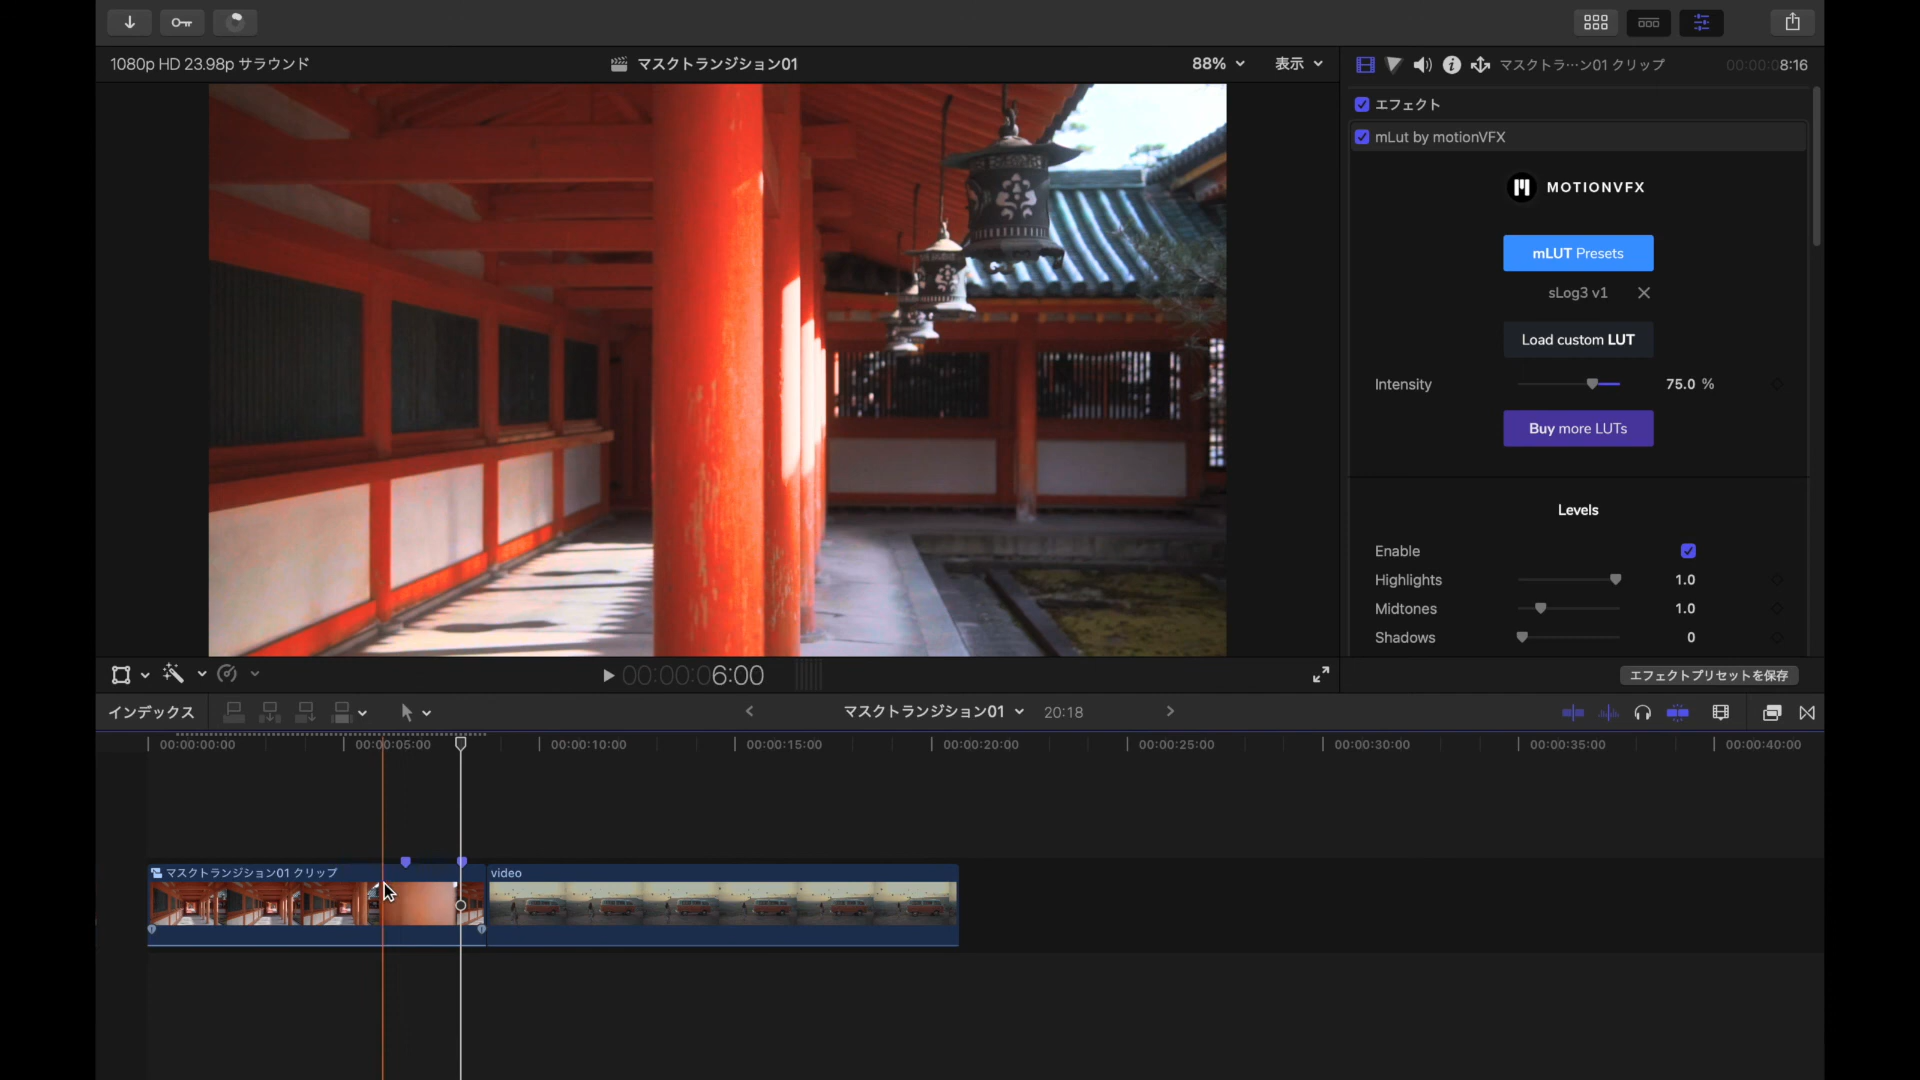 1080p HD 23.98p サラウンド
マスクトランジション01
88%
表示
マスクトラ…ン01 クリップ
00:00:08:16
エフェクト
mLut by motionVFX
MOTIONVFX
mLUT Presets
sLog3 v1
Load custom LUT
Intensity
75.0 %
Buy more LUTs
Levels
Enable
Highlights
1.0
Midtones
1.0
Shadows
0
00:00:06:00
エフェクトプリセットを保存
インデックス
マスクトランジション01
20:18
00:00:00:00
00:00:05:00
00:00:10:00
00:00:15:00
00:00:20:00
00:00:25:00
00:00:30:00
00:00:35:00
00:00:40:00
マスクトランジション01 クリップ
video